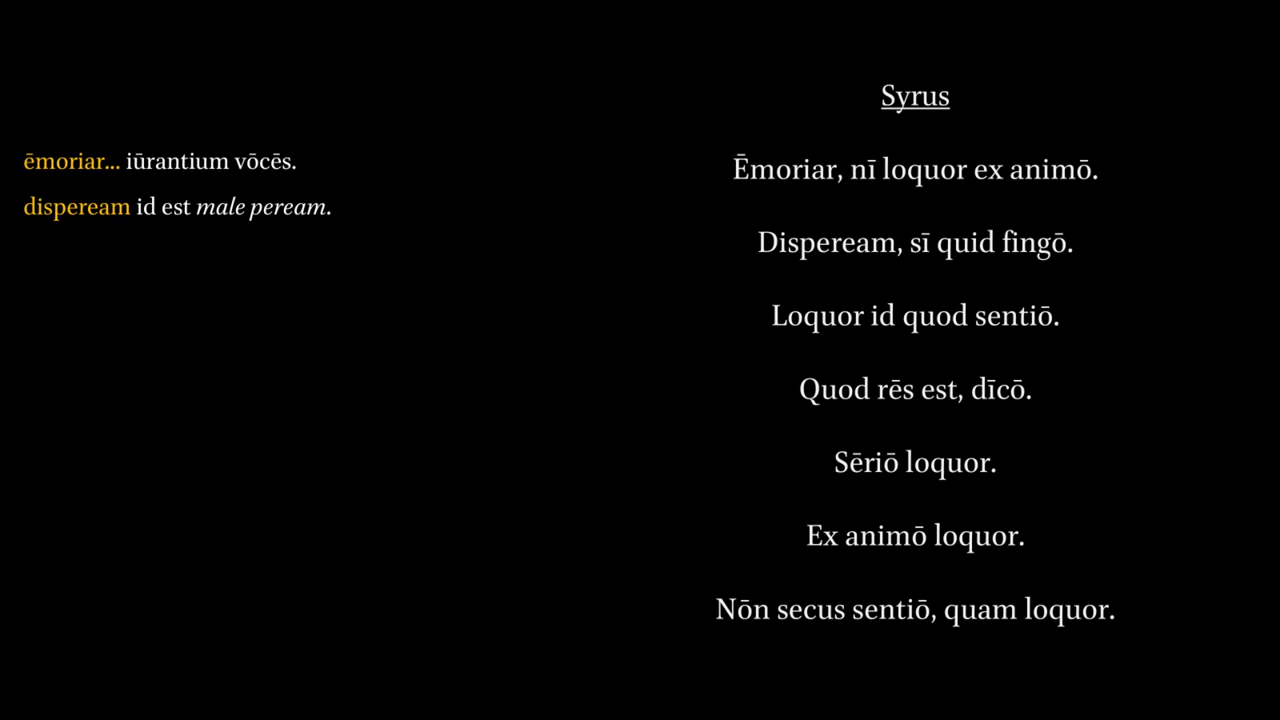 ēmoriar... iūrantium vōcēs.
dispeream id est male peream.
Syrus
Ēmoriar, nī loquor ex animō.
Dispeream, sī quid fingō.
Loquor id quod sentiō.
Quod rēs est, dīcō.
Sēriō loquor.
Ex animō loquor.
Nōn secus sentiō, quam loquor.